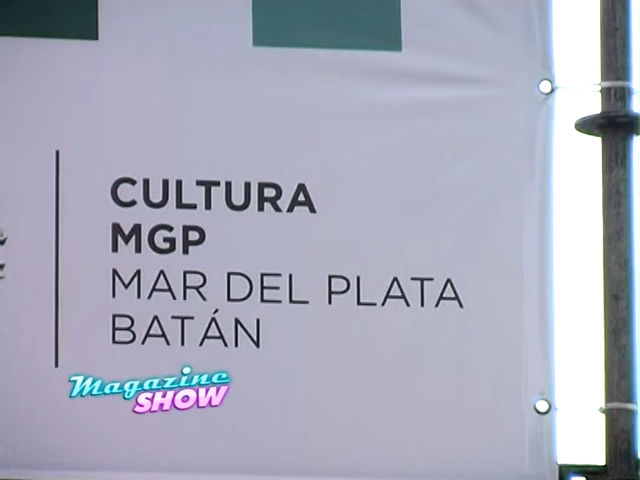 CULTURA
MGP
MAR DEL PLATA
BATÁN
Magazine
SHOW